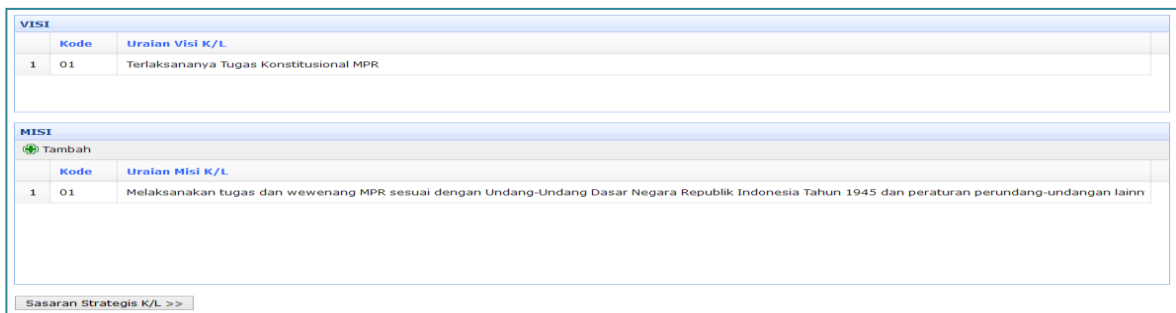 VISI
Kode Uraian Visi K/L
1 01 Terlaksananya Tugas Konstitusional MPR
MISI
Tambah
Kode Uraian Misi K/L
1 01 Melaksanakan tugas dan wewenang MPR sesuai dengan Undang-Undang Dasar Negara Republik Indonesia Tahun 1945 dan peraturan perundang-undangan lainn
Sasaran Strategis K/L >>